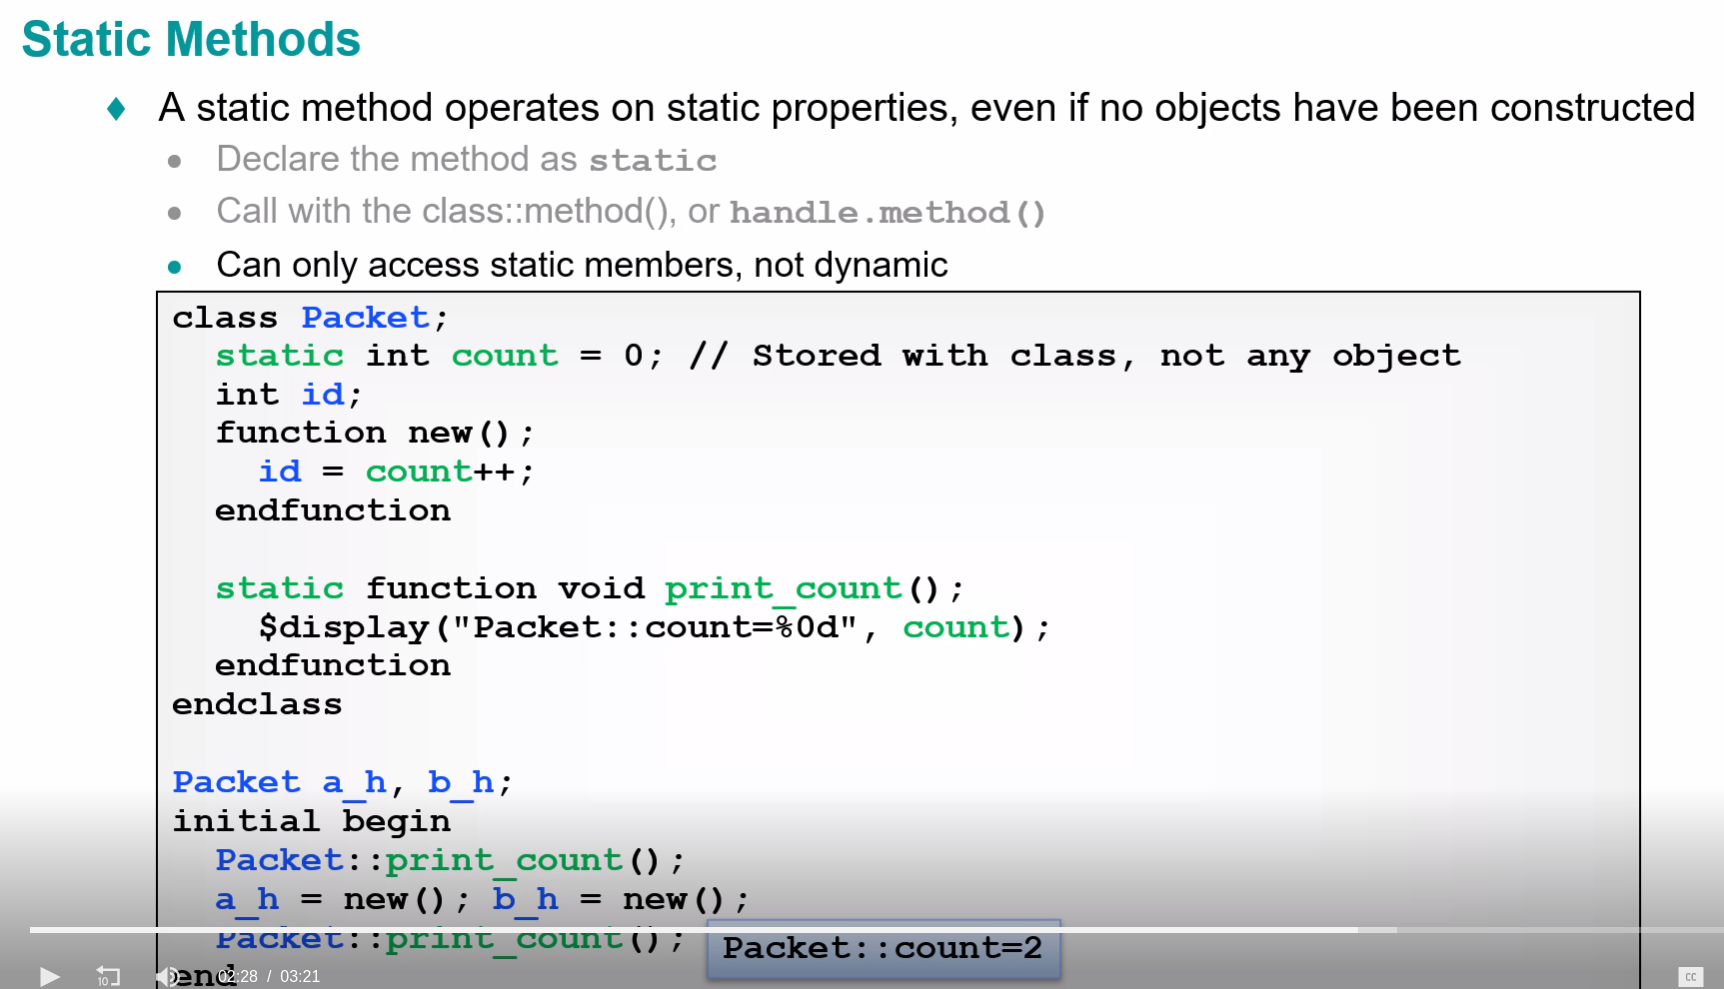 Static Methods
A static method operates on static properties, even if no objects have been constructed
Declare the method as static
Call with the class::method(), or handle.method()
Can only access static members, not dynamic
class Packet;
static int count = 0; // Stored with class, not any object
int id;
function new();
id = count++;
endfunction
static function void print_count();
$display("Packet::count=%0d", count);
endfunction
endclass
Packet a_h, b_h;
initial begin
Packet::print_count();
a_h = new(); b_h = new();
Packet::print_count();
Packet::count=2
end
10
02:28 / 03:21
CC